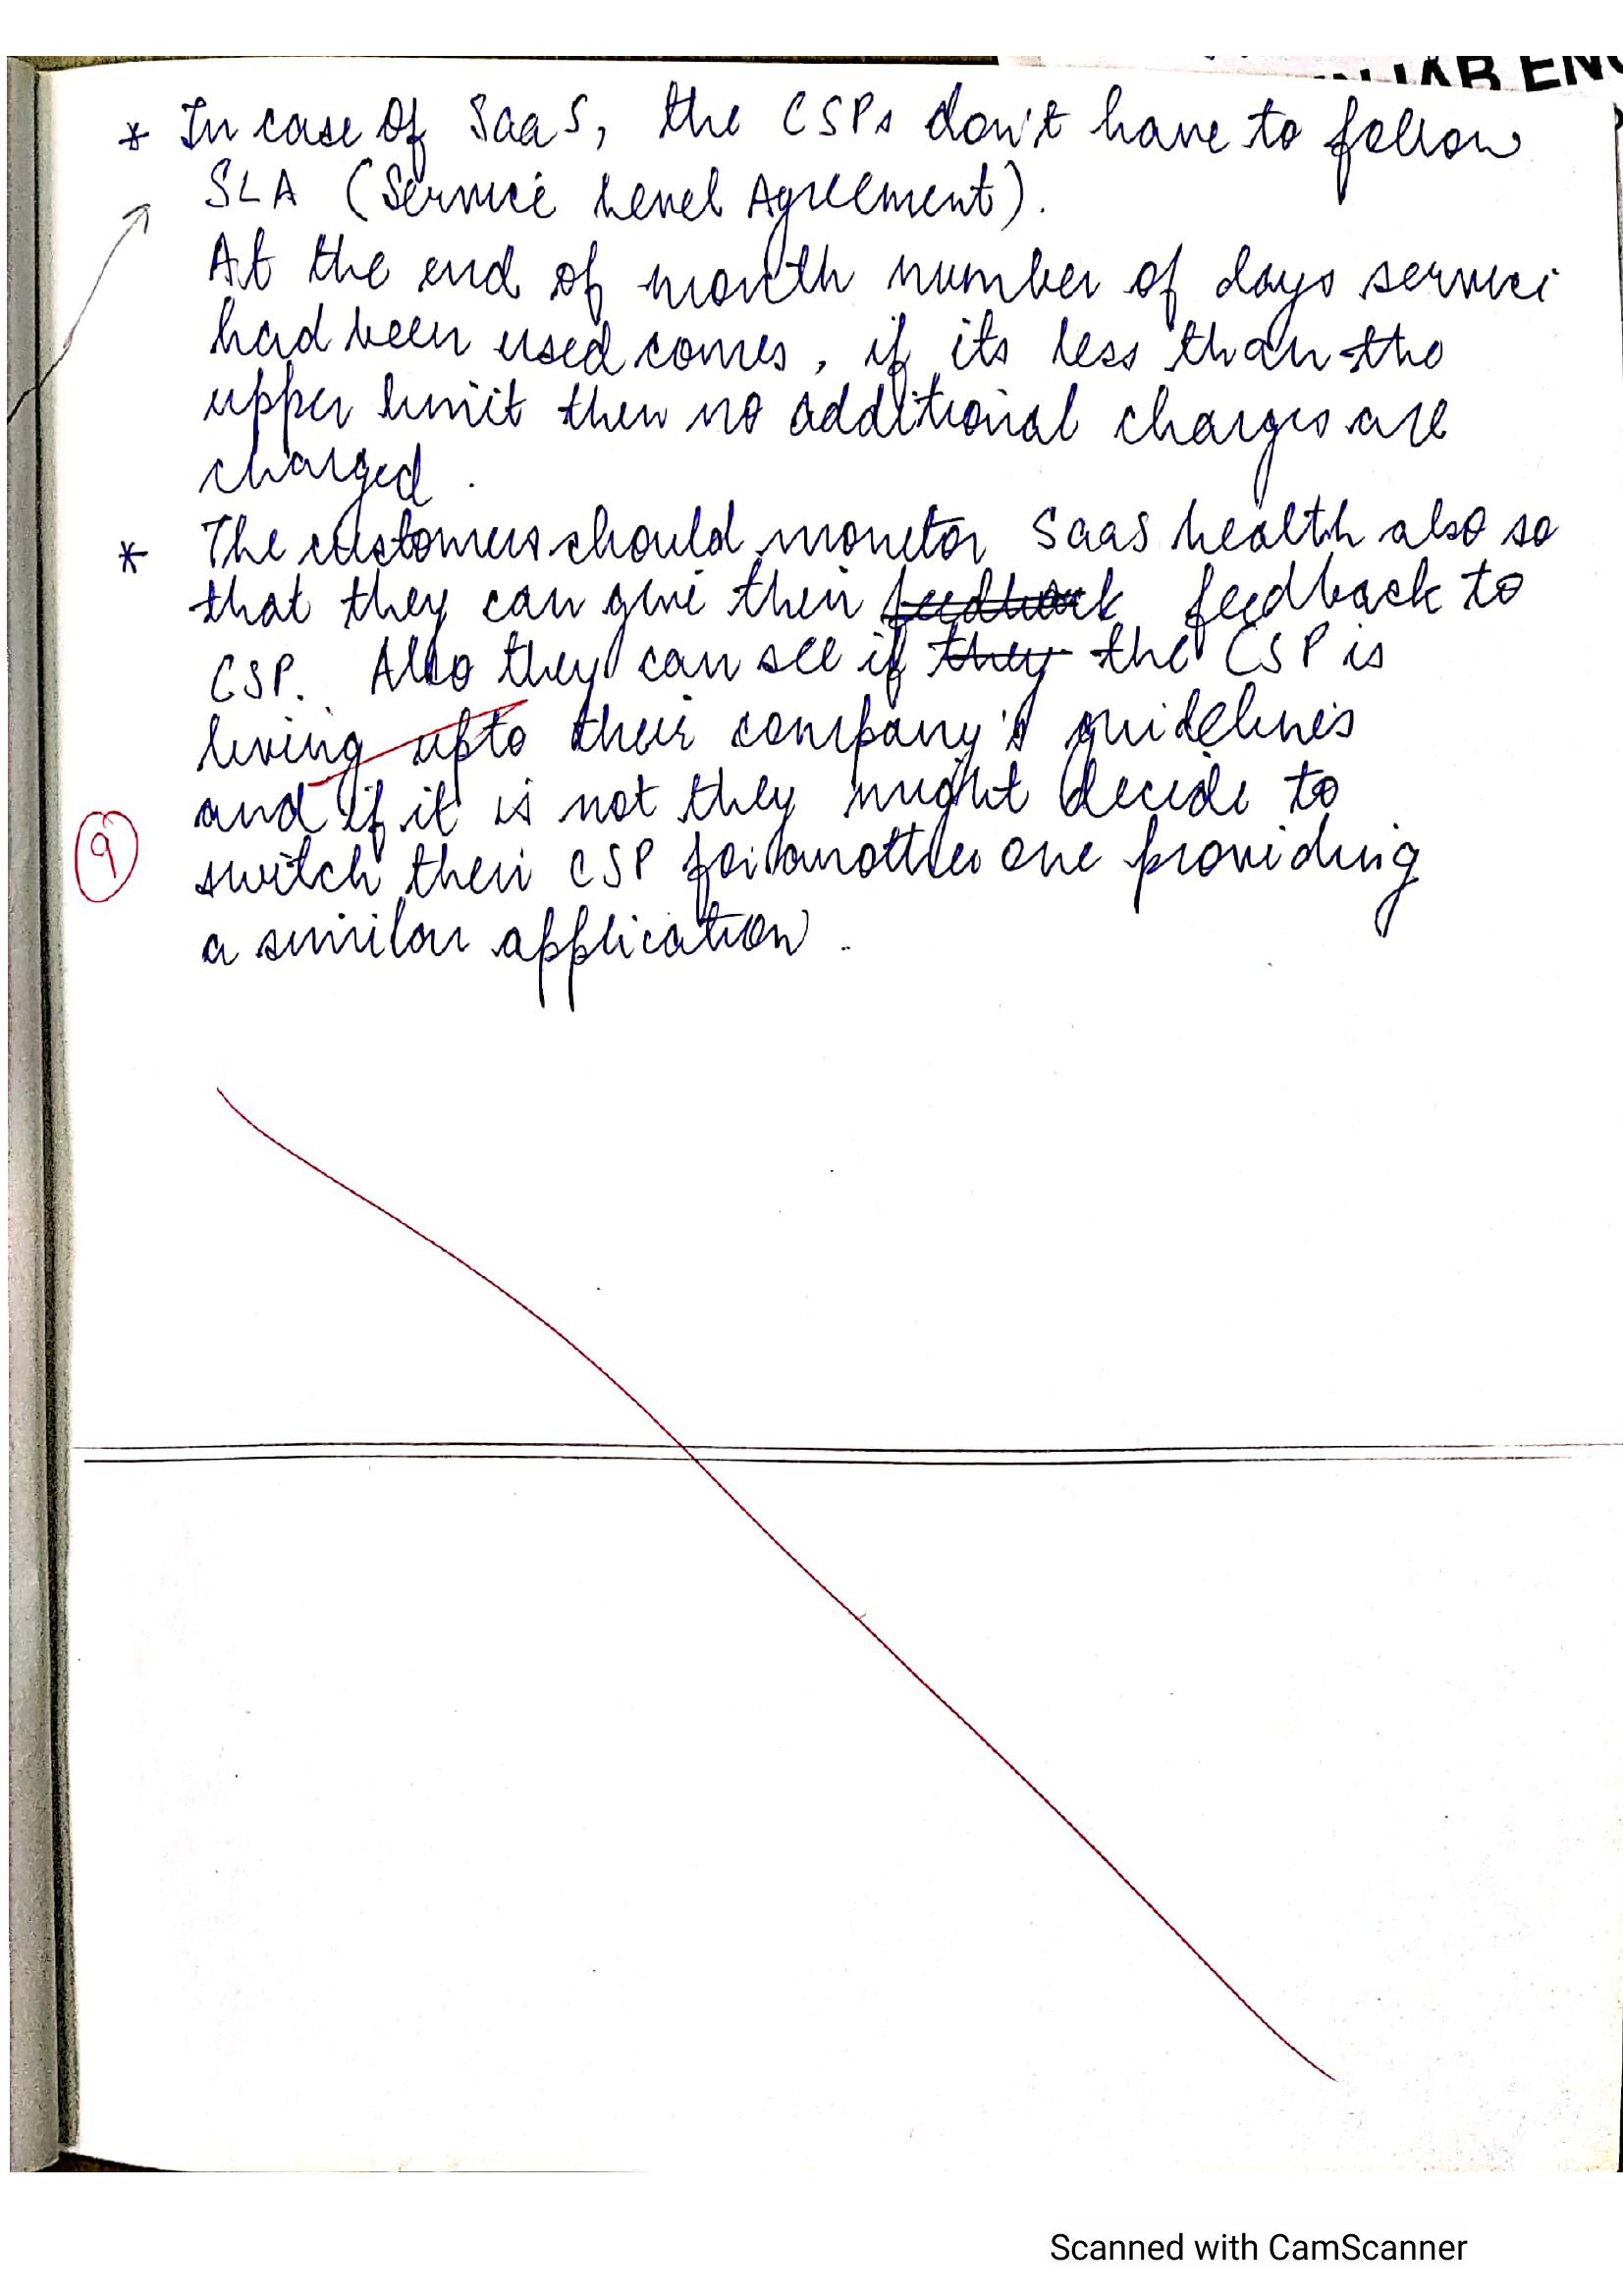 * In case of SaaS, the CSPs don't have to follow
SLA (Service Level Agreement).
At the end of month number of days service
had been used comes, if its less than the
upper limit then no additional charges are
charged.
* The customers should monitor SaaS health also so
that they can give their feedback feedback to
CSP. Also they can see if they the CSP is
living upto their company's guidelines
and if it is not they might decide to
9
switch their CSP for another one providing
a similar application.
Scanned with CamScanner